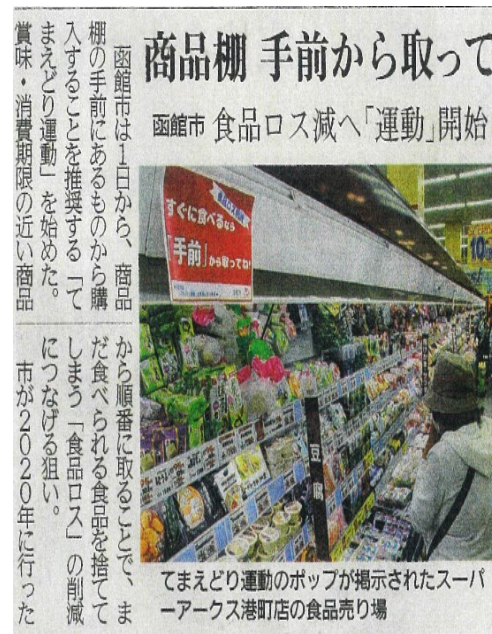 商品棚 手前から取って
函館市 食品ロス減へ「運動」開始
函館市は1日から、商品
棚の手前にあるものから購
入することを推奨する「て
まえどり運動」を始めた。
賞味・消費期限の近い商品
から順番に取ることで、ま
だ食べられる食品を捨てて
しまう「食品ロス」の削減
につなげる狙い。
市が2020年に行った
すぐに食べるなら
「手前」から取ってね!
豆腐
てまえどり運動のポップが掲示されたスーパ
ーアークス港町店の食品売り場